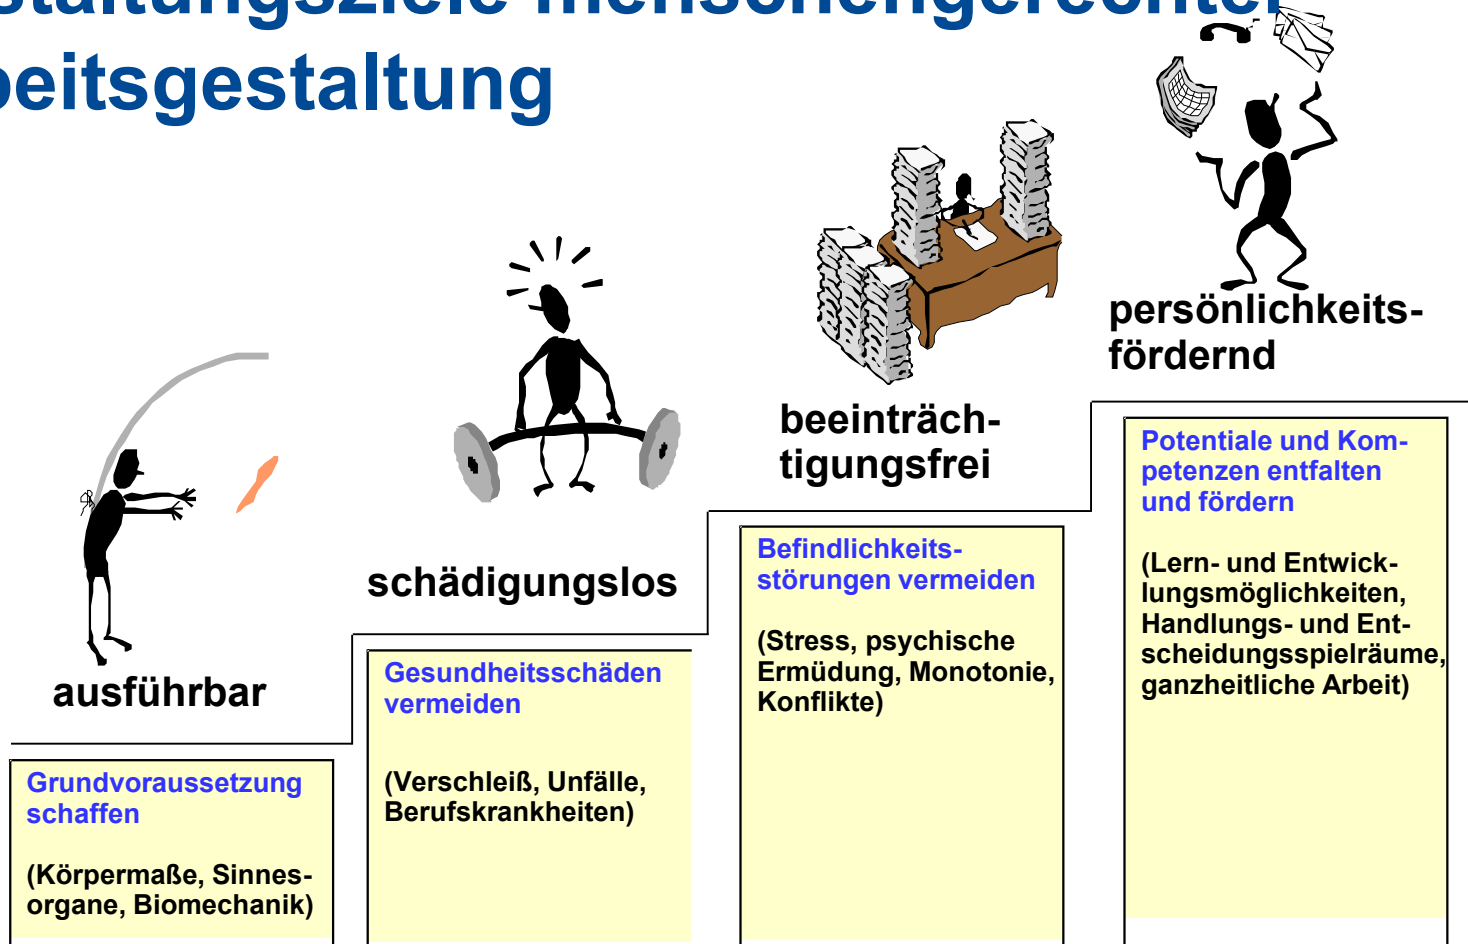 staltungsziele menschengerechter
beitsgestaltung
persönlichkeits-
fördernd
beeinträch-
tigungsfrei
schädigungslos
ausführbar
Grundvoraussetzung
schaffen
(Körpermaße, Sinnes-
organe, Biomechanik)
Gesundheitsschäden
vermeiden
(Verschleiß, Unfälle,
Berufskrankheiten)
Befindlichkeits-
störungen vermeiden
(Stress, psychische
Ermüdung, Monotonie,
Konflikte)
Potentiale und Kom-
petenzen entfalten
und fördern
(Lern- und Entwick-
lungsmöglichkeiten,
Handlungs- und Ent-
scheidungsspielräume,
ganzheitliche Arbeit)